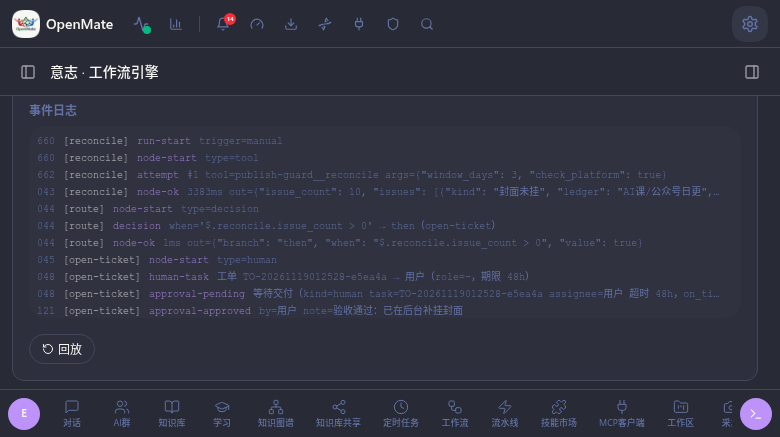 OpenMate
14
意志 · 工作流引擎
事件日志
660 [reconcile] run-start trigger=manual
660 [reconcile] node-start type=tool
662 [reconcile] attempt #1 tool=publish-guard__reconcile args={"window_days": 3, "check_platform": true}
043 [reconcile] node-ok 3383ms out={"issue_count": 10, "issues": [{"kind": "封面未挂", "ledger": "AI课/公众号日更",…
044 [route] node-start type=decision
044 [route] decision when='$.reconcile.issue_count > 0' → then (open-ticket)
044 [route] node-ok 1ms out={"branch": "then", "when": "$.reconcile.issue_count > 0", "value": true}
045 [open-ticket] node-start type=human
048 [open-ticket] human-task 工单 TO-20261119012528-e5ea4a → 用户 (role=-, 期限 48h)
048 [open-ticket] approval-pending 等待交付 (kind=human task=TO-20261119012528-e5ea4a assignee=用户 超时 48h, on_ti…
121 [open-ticket] approval-approved by=用户 note=验收通过: 已在后台补挂封面
回放
E
对话 AI群 知识库 学习 知识图谱 知识库共享 定时任务 工作流 流水线 技能市场 MCP客户端 工作区 采